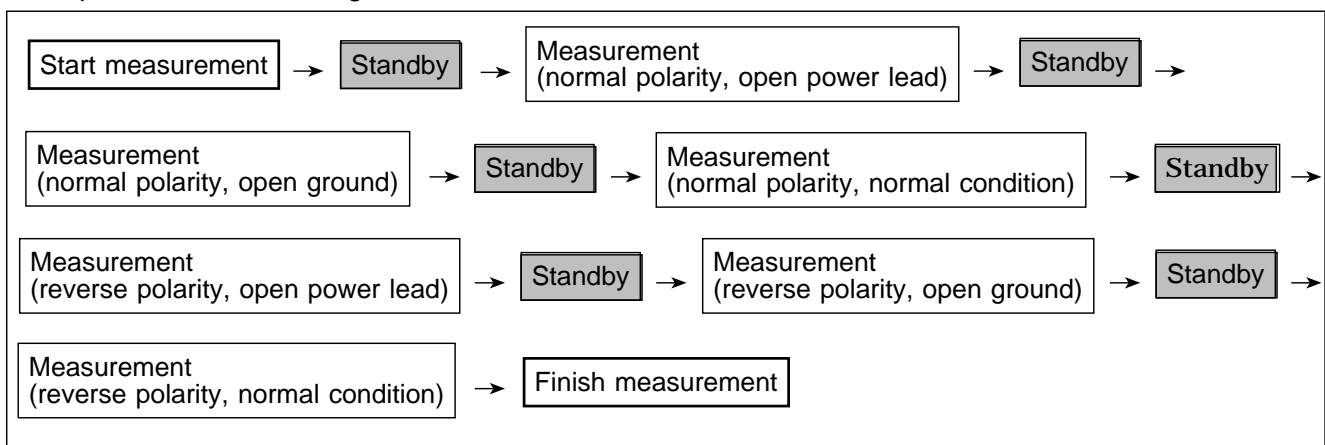 Start measurement → Standby → Measurement
(normal polarity, open power lead) → Standby →
Measurement
(normal polarity, open ground) → Standby → Measurement
(normal polarity, normal condition) → Standby →
Measurement
(reverse polarity, open power lead) → Standby → Measurement
(reverse polarity, open ground) → Standby →
Measurement
(reverse polarity, normal condition) → Finish measurement